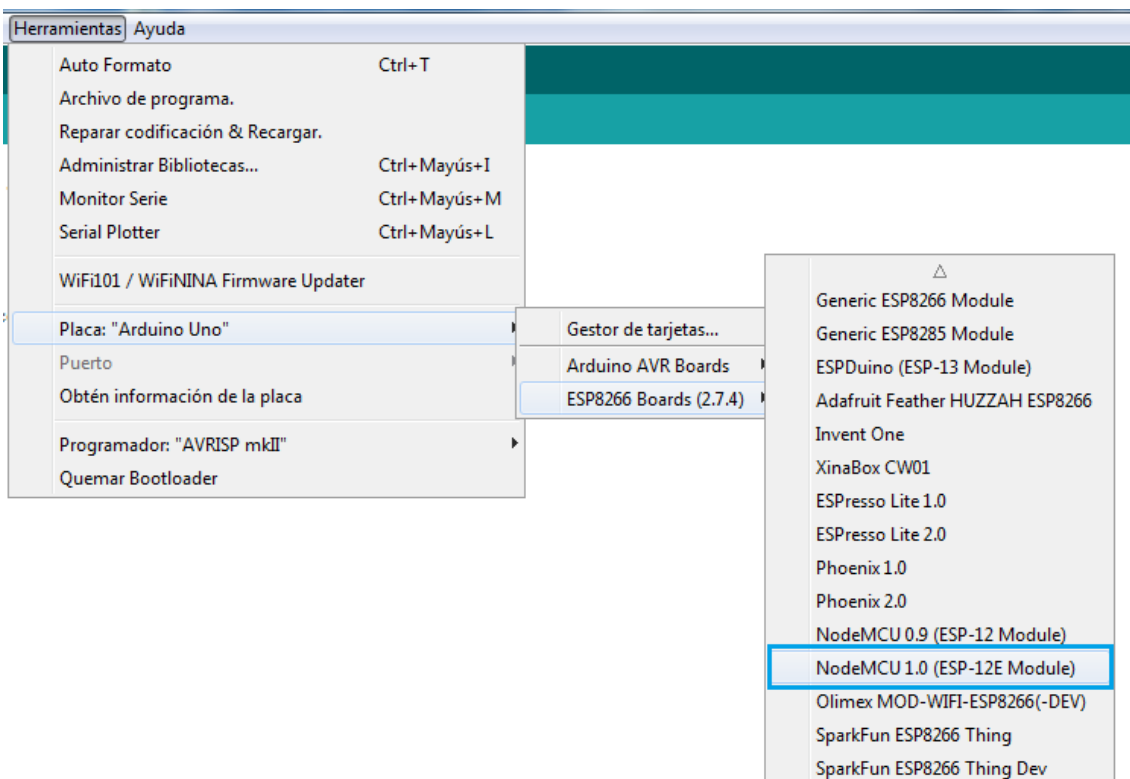 Herramientas Ayuda
Auto Formato Ctrl+T
Archivo de programa.
Reparar codificación & Recargar.
Administrar Bibliotecas... Ctrl+Mayús+I
Monitor Serie Ctrl+Mayús+M
Serial Plotter Ctrl+Mayús+L
WiFi101 / WiFiNINA Firmware Updater
Placa: "Arduino Uno"
Puerto
Obtén información de la placa
Programador: "AVRISP mkII"
Quemar Bootloader
Gestor de tarjetas...
Arduino AVR Boards
ESP8266 Boards (2.7.4)
Generic ESP8266 Module
Generic ESP8285 Module
ESPDuino (ESP-13 Module)
Adafruit Feather HUZZAH ESP8266
Invent One
XinaBox CW01
ESPresso Lite 1.0
ESPresso Lite 2.0
Phoenix 1.0
Phoenix 2.0
NodeMCU 0.9 (ESP-12 Module)
NodeMCU 1.0 (ESP-12E Module)
Olimex MOD-WIFI-ESP8266(-DEV)
SparkFun ESP8266 Thing
SparkFun ESP8266 Thing Dev